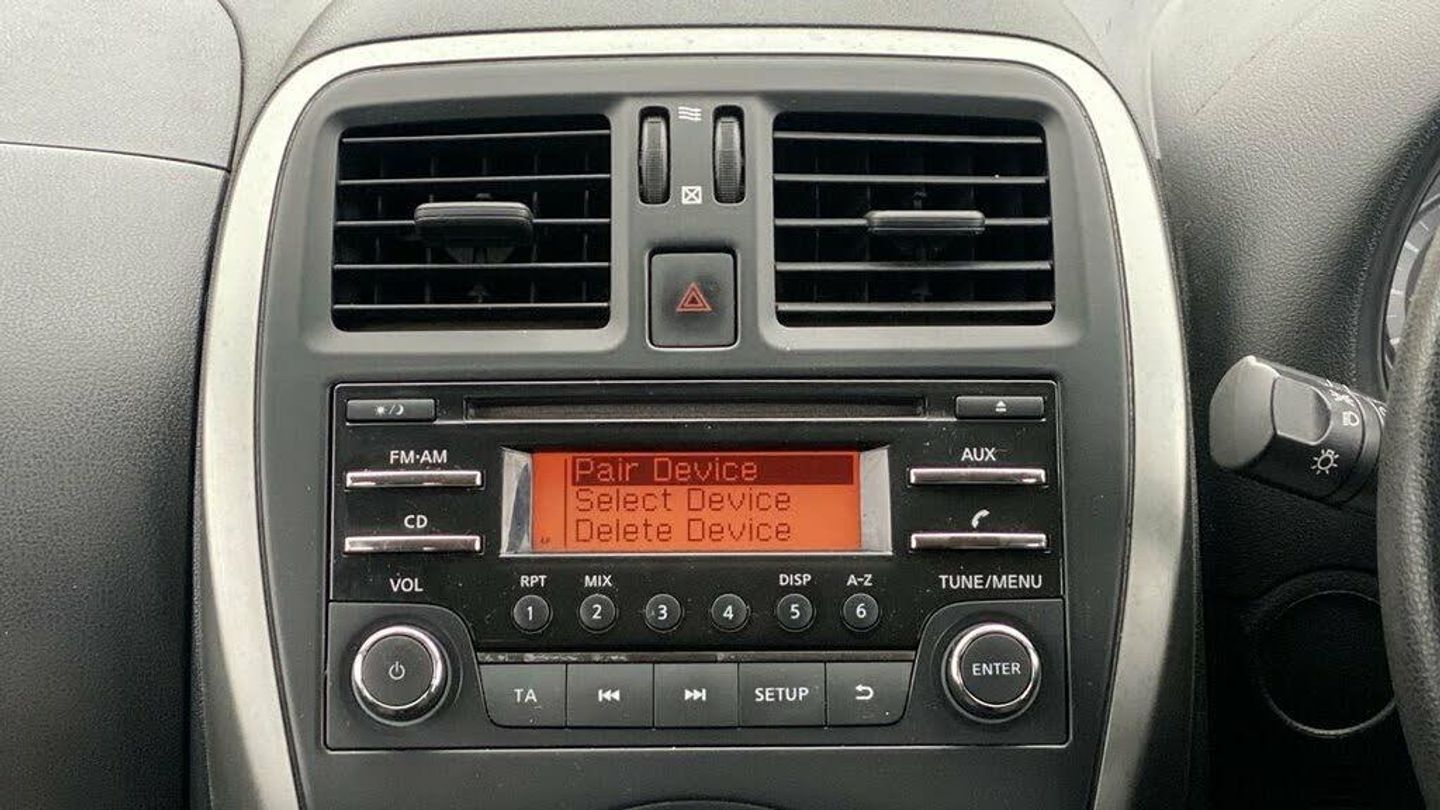 FM·AM
AUX
Pair Device
Select Device
Delete Device
CD
VOL
RPT MIX DISP A-Z
TUNE/MENU
1 2 3 4 5 6
ENTER
TA
SETUP